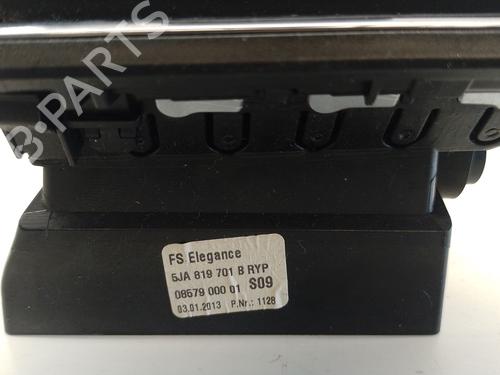 B-PARTS
FS Elegance
5JA 819 701 B RYP
08579 000 01 S09
03.01.2013 P.Nr.: 1128